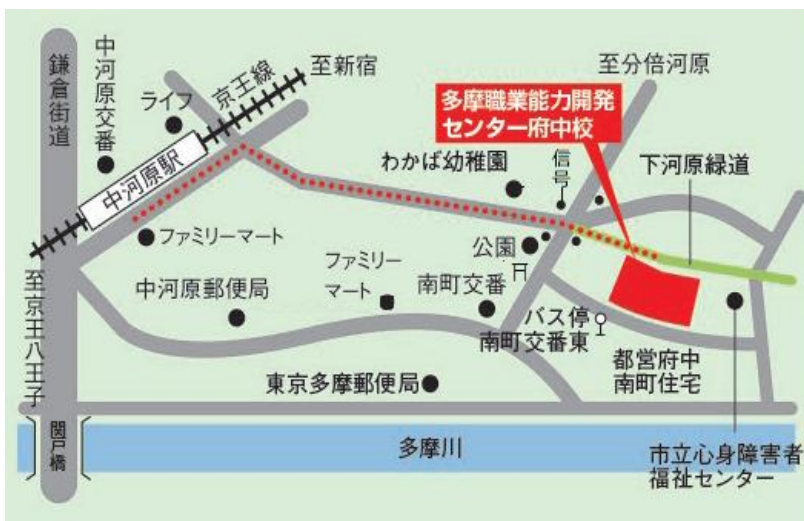 鎌倉街道
中河原交番
ライフ
京王線
至新宿
至分倍河原
多摩職業能力開発
センター府中校
中河原駅
わかば幼稚園
信号
下河原緑道
ファミリーマート
公園
至京王八王子
中河原郵便局
ファミリー
マート
南町交番
バス停
南町交番東
都営府中
南町住宅
東京多摩郵便局
関戸橋
多摩川
市立心身障害者
福祉センター